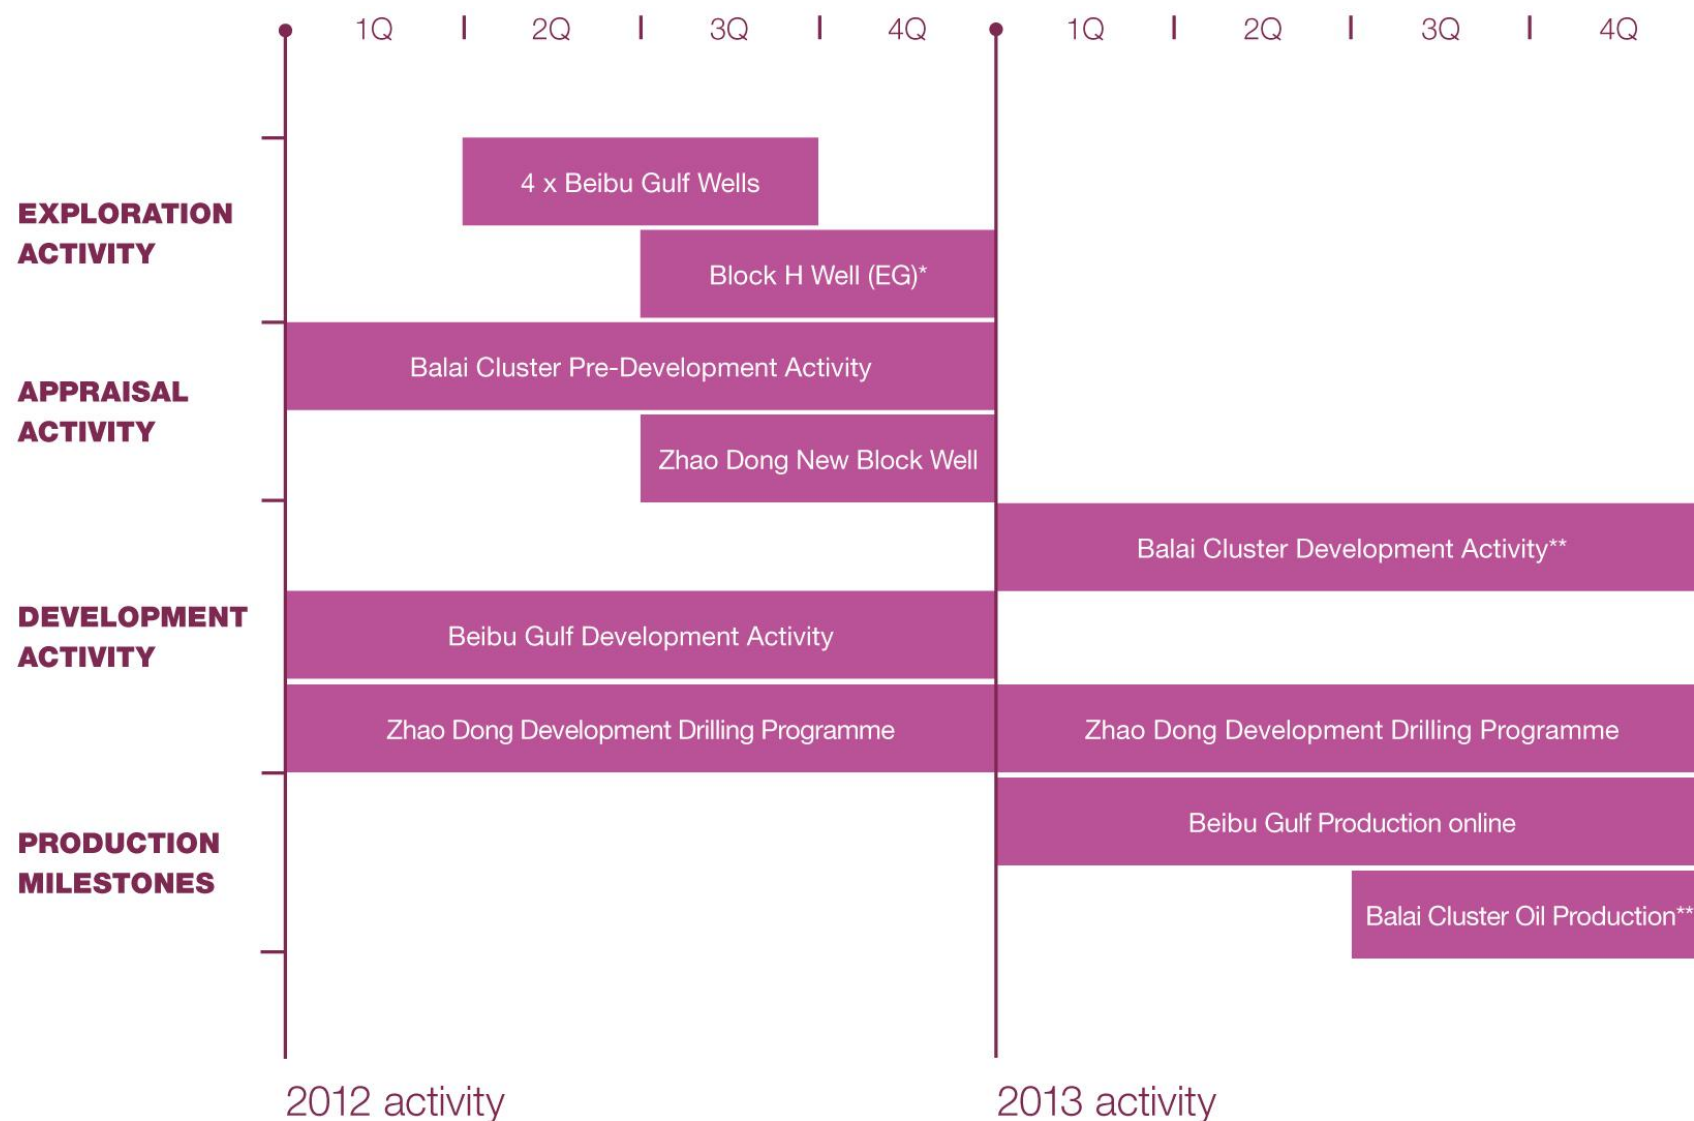 1Q 2Q 3Q 4Q 1Q 2Q 3Q 4Q
EXPLORATION
ACTIVITY
4 x Beibu Gulf Wells
Block H Well (EG)*
APPRAISAL
ACTIVITY
Balai Cluster Pre-Development Activity
Zhao Dong New Block Well
DEVELOPMENT
ACTIVITY
Balai Cluster Development Activity**
Beibu Gulf Development Activity
Zhao Dong Development Drilling Programme
Zhao Dong Development Drilling Programme
PRODUCTION
MILESTONES
Beibu Gulf Production online
Balai Cluster Oil Production**
2012 activity
2013 activity